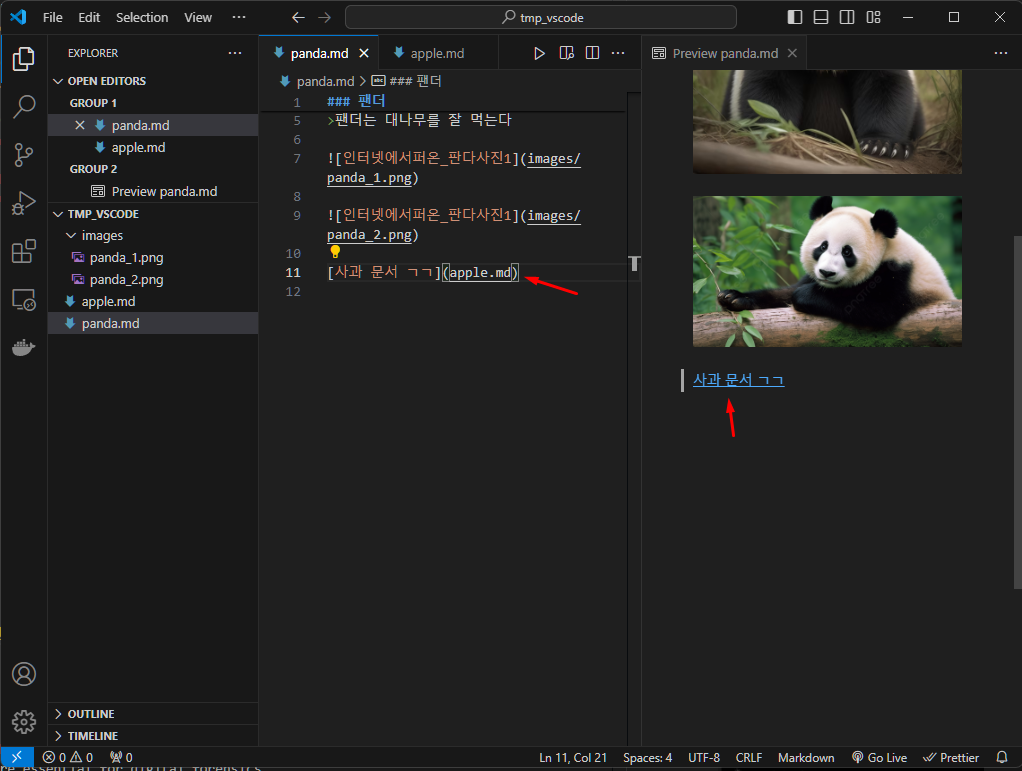 File Edit Selection View ··· tmp_vscode
EXPLORER ···
OPEN EDITORS
GROUP 1
panda.md
apple.md
GROUP 2
Preview panda.md
TMP_VSCODE
images
panda_1.png
panda_2.png
apple.md
panda.md
OUTLINE
TIMELINE
panda.md apple.md ···
panda.md > abc ### 팬더
1 ### 팬더
5 >팬더는 대나무를 잘 먹는다
6
7 ![인터넷에서퍼온_판다사진1](images/
panda_1.png)
8
9 ![인터넷에서퍼온_판다사진1](images/
panda_2.png)
10
11 [사과 문서 ㄱㄱ](apple.md)
12
Preview panda.md ···
사과 문서 ㄱㄱ
0 0 0 Ln 11, Col 21 Spaces: 4 UTF-8 CRLF Markdown Go Live Prettier